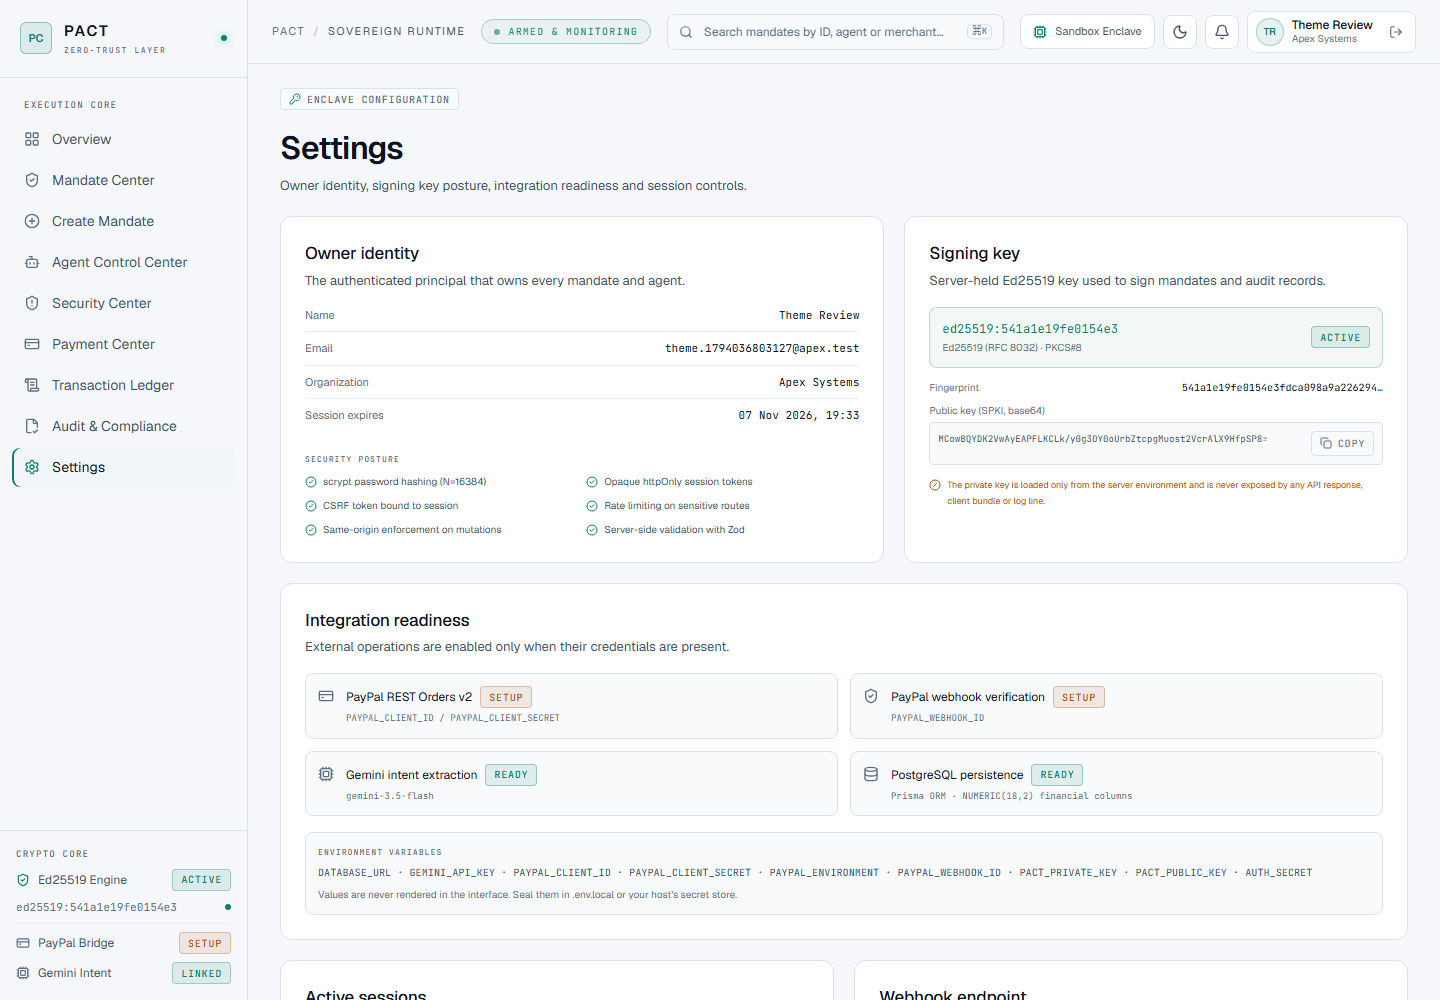 PC
PACT
ZERO-TRUST LAYER
EXECUTION CORE
Overview
Mandate Center
Create Mandate
Agent Control Center
Security Center
Payment Center
Transaction Ledger
Audit & Compliance
Settings
CRYPTO CORE
Ed25519 Engine
ACTIVE
ed25519:541a1e19fe0154e3
PayPal Bridge
SETUP
Gemini Intent
LINKED
PACT / SOVEREIGN RUNTIME
ARMED & MONITORING
Search mandates by ID, agent or merchant…
⌘K
Sandbox Enclave
TR
Theme Review
Apex Systems
ENCLAVE CONFIGURATION
Settings
Owner identity, signing key posture, integration readiness and session controls.
Owner identity
The authenticated principal that owns every mandate and agent.
Name
Theme Review
Email
theme.1794036803127@apex.test
Organization
Apex Systems
Session expires
07 Nov 2026, 19:33
SECURITY POSTURE
scrypt password hashing (N=16384)
Opaque httpOnly session tokens
CSRF token bound to session
Rate limiting on sensitive routes
Same-origin enforcement on mutations
Server-side validation with Zod
Signing key
Server-held Ed25519 key used to sign mandates and audit records.
ed25519:541a1e19fe0154e3
Ed25519 (RFC 8032) · PKCS#8
ACTIVE
Fingerprint
541a1e19fe0154e3fdca098a9a226294…
Public key (SPKI, base64)
MCowBQYDK2VwAyEAPFLKCLk/y0g3OY0oUrbZtcpgMuost2VcrAlX9HfpSP8=
COPY
The private key is loaded only from the server environment and is never exposed by any API response,
client bundle or log line.
Integration readiness
External operations are enabled only when their credentials are present.
PayPal REST Orders v2
SETUP
PAYPAL_CLIENT_ID / PAYPAL_CLIENT_SECRET
PayPal webhook verification
SETUP
PAYPAL_WEBHOOK_ID
Gemini intent extraction
READY
gemini-3.5-flash
PostgreSQL persistence
READY
Prisma ORM · NUMERIC(18,2) financial columns
ENVIRONMENT VARIABLES
DATABASE_URL · GEMINI_API_KEY · PAYPAL_CLIENT_ID · PAYPAL_CLIENT_SECRET · PAYPAL_ENVIRONMENT · PAYPAL_WEBHOOK_ID · PACT_PRIVATE_KEY · PACT_PUBLIC_KEY · AUTH_SECRET
Values are never rendered in the interface. Seal them in .env.local or your host's secret store.
Active sessions
Webhook endpoint